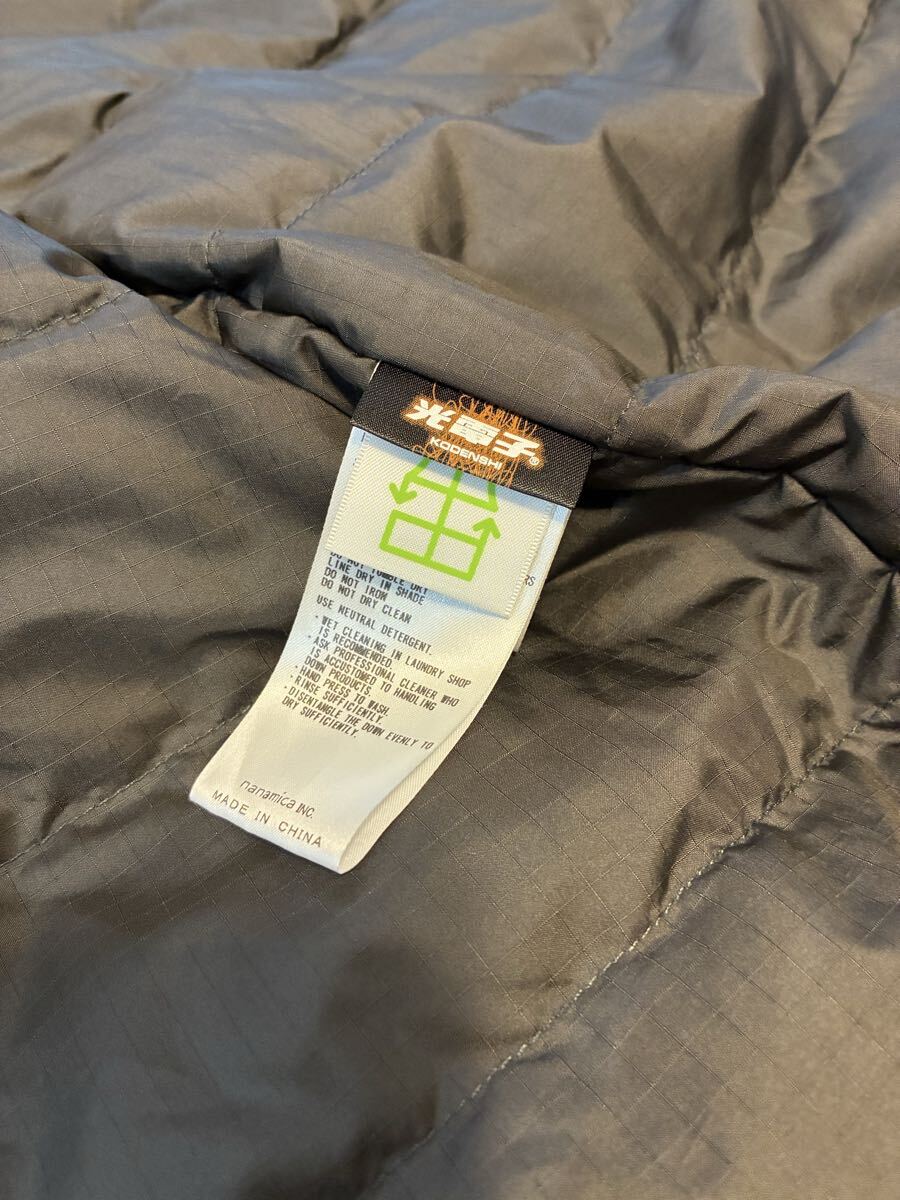 光電子®
KODENSHI
DO NOT TUMBLE DRY
LINE DRY IN SHADE
DO NOT IRON
DO NOT DRY CLEAN
USE NEUTRAL DETERGENT.
・WET CLEANING IN LAUNDRY SHOP
IS RECOMMENDED.
・ASK PROFESSIONAL CLEANER WHO
IS ACCUSTOMED TO HANDLING
DOWN PRODUCTS.
・HAND PRESS TO WASH.
・RINSE SUFFICIENTLY.
・DISENTANGLE THE DOWN EVENLY TO
DRY SUFFICIENTLY.
nanamica INC.
MADE IN CHINA